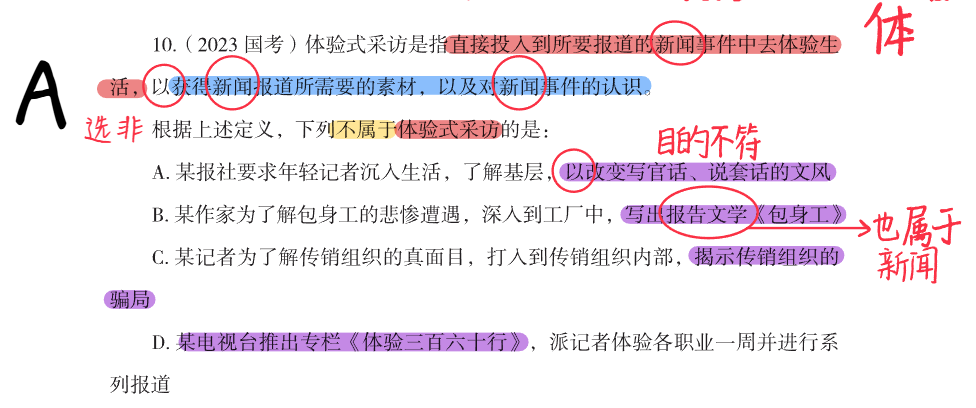 体
10.（2023 国考）体验式采访是指直接投入到所要报道的新闻事件中去体验生
A
活，以获得新闻报道所需要的素材，以及对新闻事件的认识。
选非 根据上述定义，下列不属于体验式采访的是：
目的不符
A. 某报社要求年轻记者沉入生活，了解基层，以改变写官话、说套话的文风
B. 某作家为了解包身工的悲惨遭遇，深入到工厂中，写出报告文学《包身工》
也属于
新闻
C. 某记者为了解传销组织的真面目，打入到传销组织内部，揭示传销组织的
骗局
D. 某电视台推出专栏《体验三百六十行》，派记者体验各职业一周并进行系
列报道